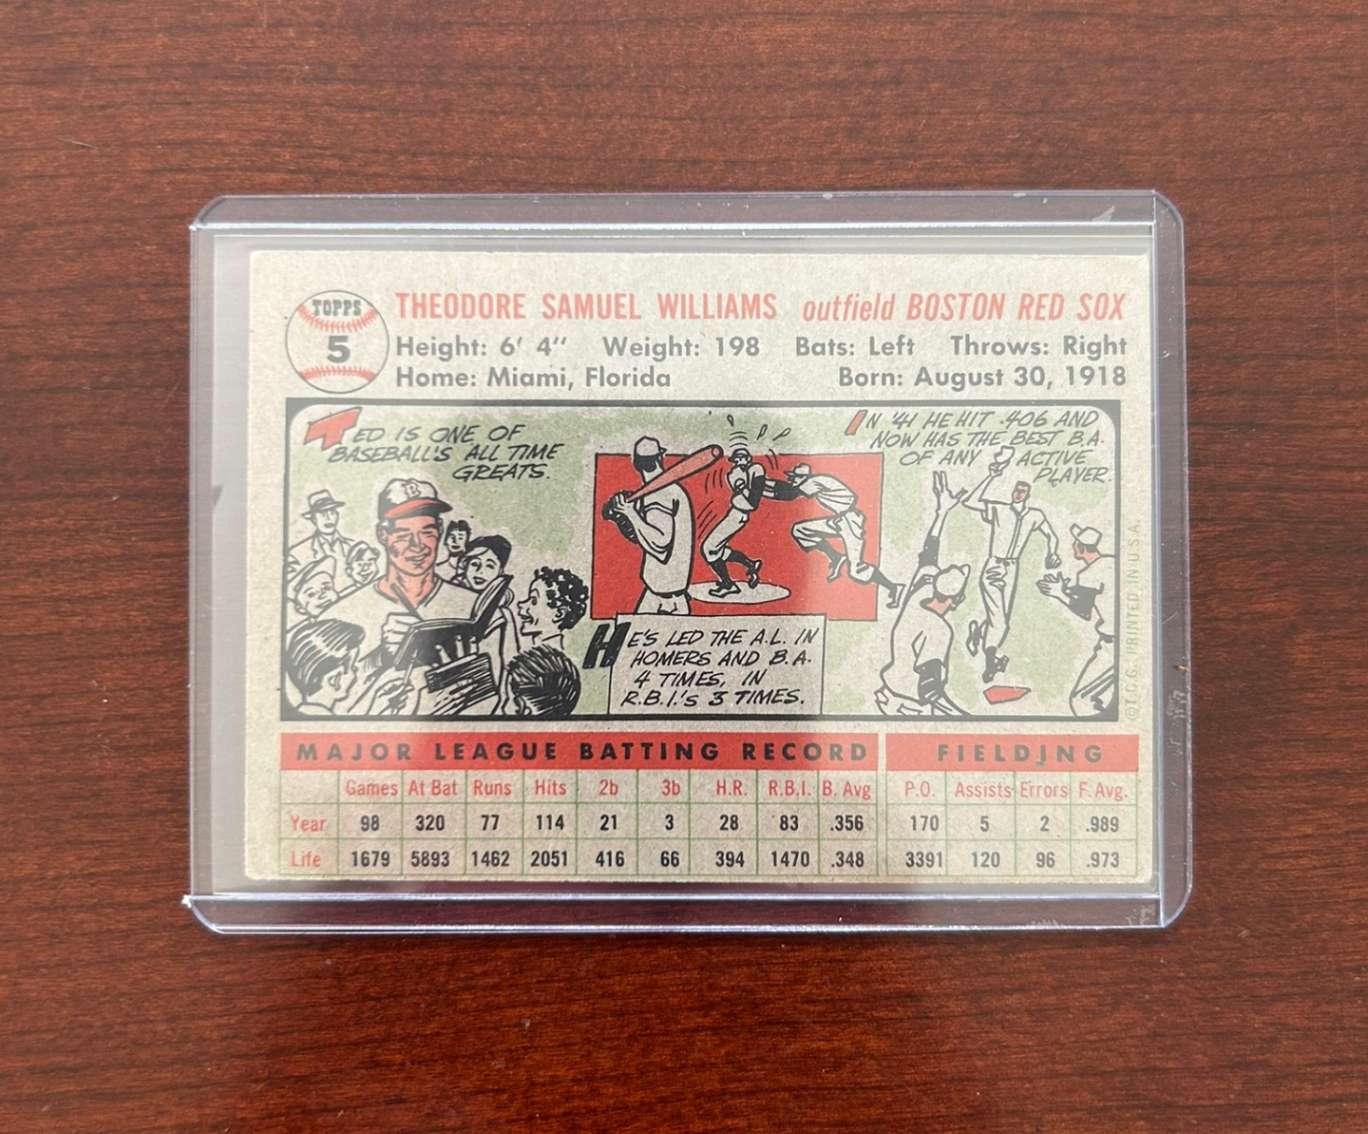 TOPPS
5
THEODORE SAMUEL WILLIAMS outfield BOSTON RED SOX
Height: 6' 4" Weight: 198 Bats: Left Throws: Right
Home: Miami, Florida Born: August 30, 1918
TED IS ONE OF
BASEBALL'S ALL TIME
GREATS.
B
HE'S LED THE A.L. IN
HOMERS AND B.A.
4 TIMES, IN
R.B.I.'S 3 TIMES.
IN '41 HE HIT .406 AND
NOW HAS THE BEST B.A.
OF ANY ACTIVE
PLAYER.
©T.C.G. PRINTED IN U.S.A.
MAJOR LEAGUE BATTING RECORD FIELDING
Games At Bat Runs Hits 2b 3b H.R. R.B.I. B. Avg P.O. Assists Errors F. Avg.
Year 98 320 77 114 21 3 28 83 .356 170 5 2 .989
Life 1679 5893 1462 2051 416 66 394 1470 .348 3391 120 96 .973